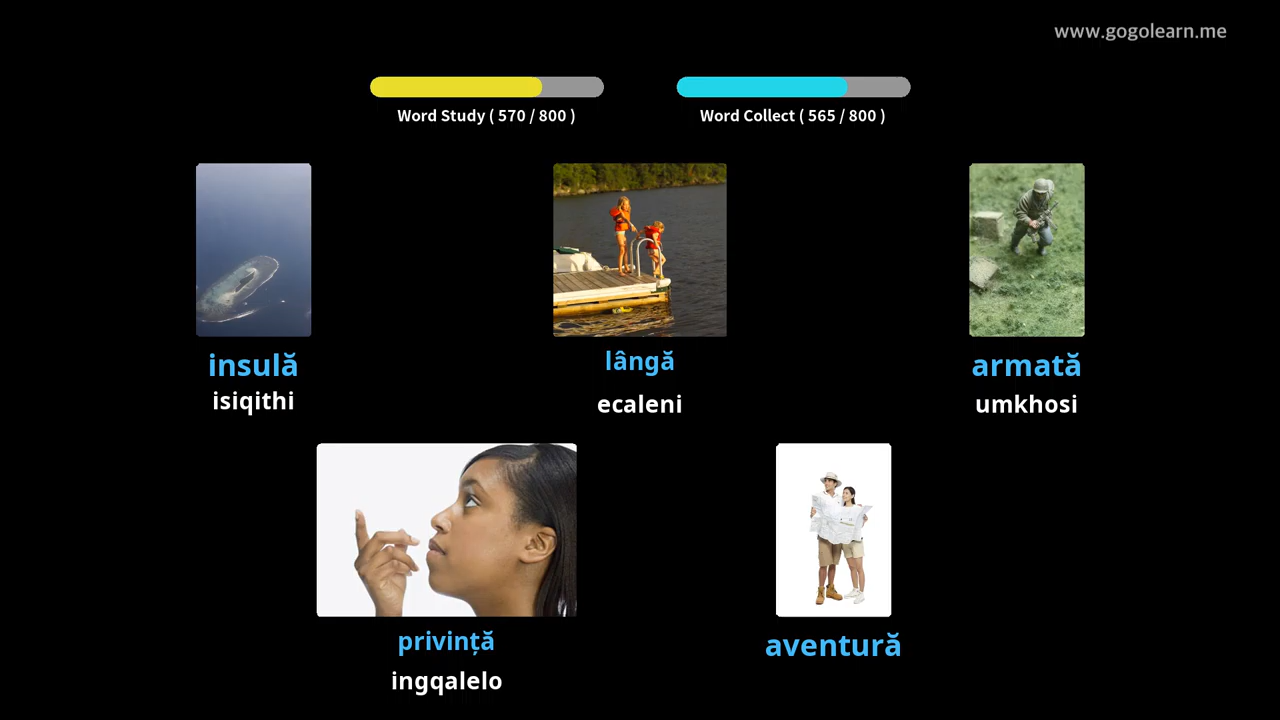 www.gogolearn.me
Word Study ( 570 / 800 )
Word Collect ( 565 / 800 )
insulă
isiqithi
lângă
ecaleni
armată
umkhosi
privință
ingqalelo
aventură